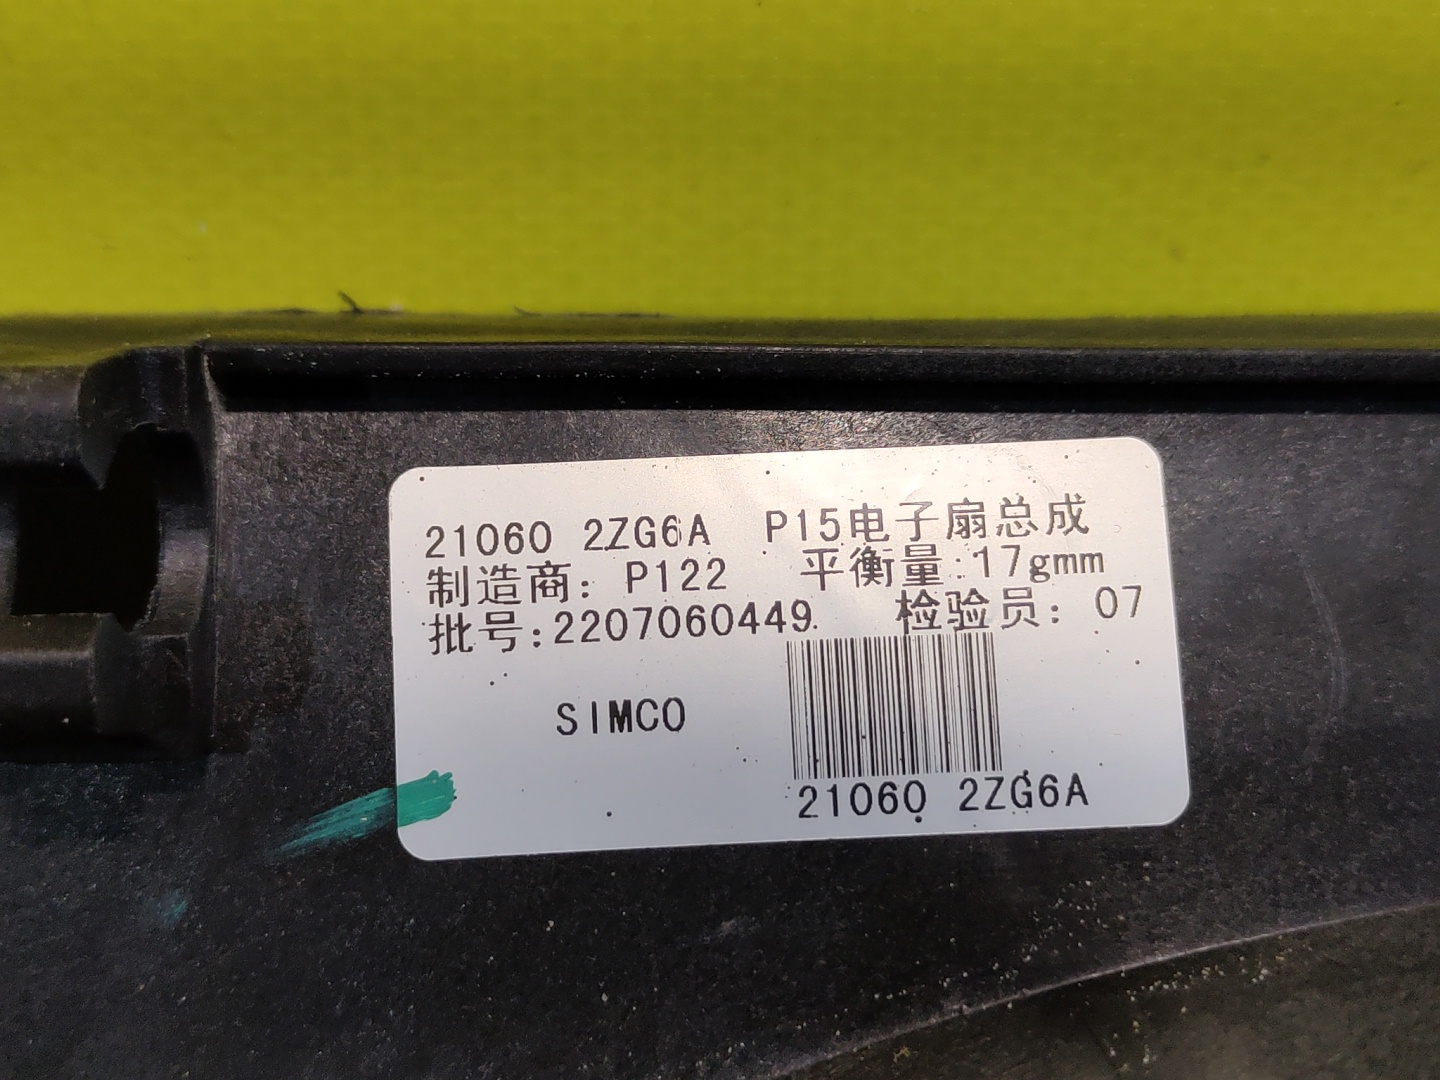 21060 2ZG6A P15电子扇总成
制造商: P122 平衡量:17gmm
批号:2207060449. 检验员: 07
SIMCO
21060 2ZG6A